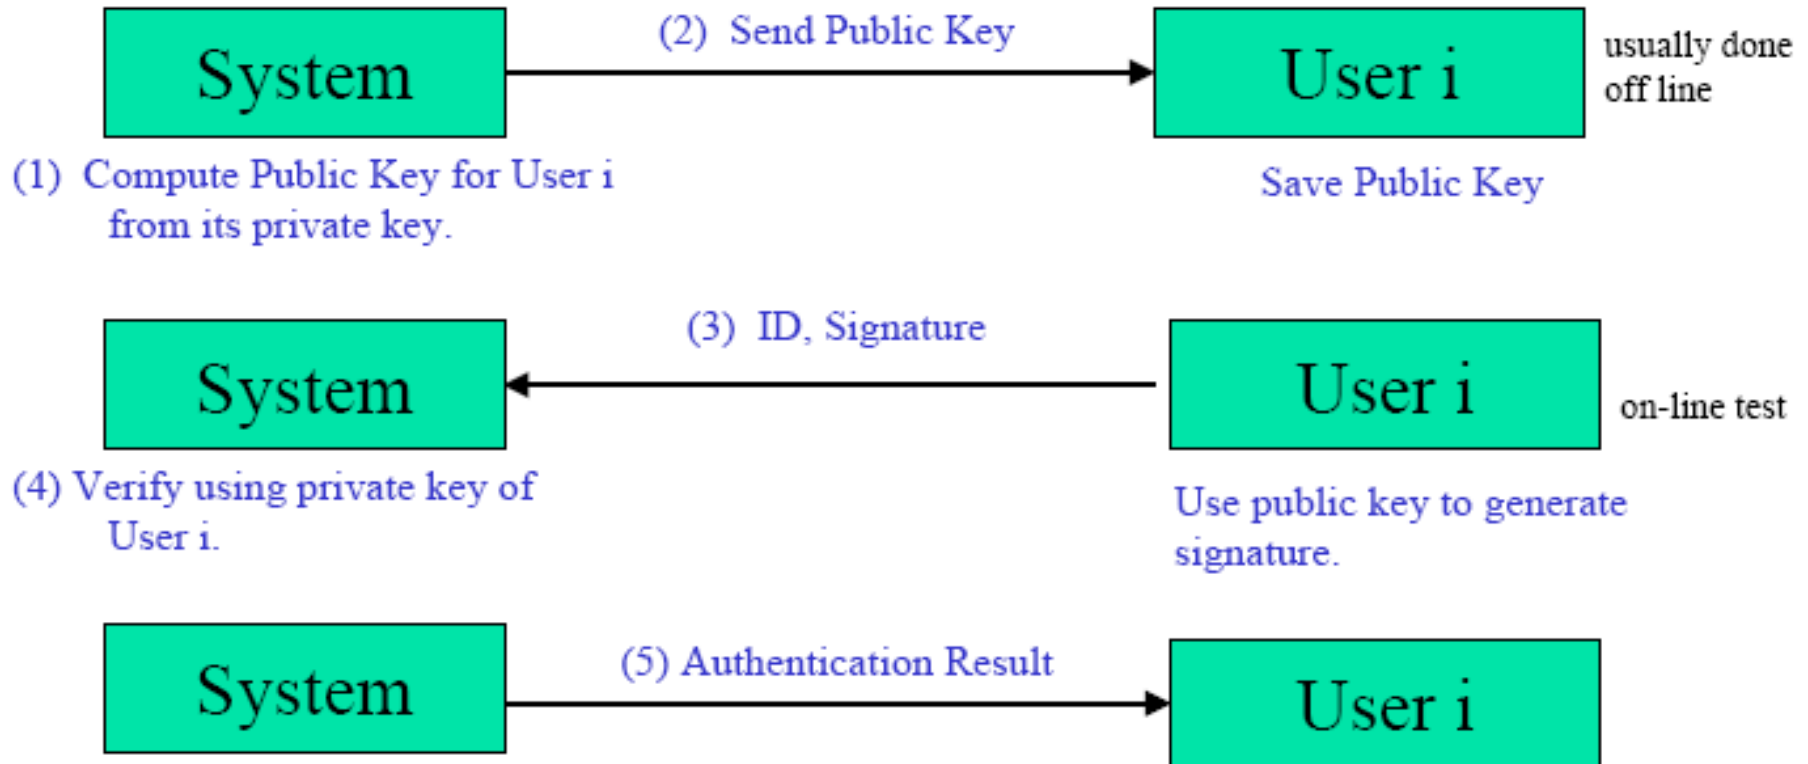 System
(2) Send Public Key
User i
usually done
off line
(1) Compute Public Key for User i
from its private key.
Save Public Key
System
(3) ID, Signature
User i
on-line test
(4) Verify using private key of
User i.
Use public key to generate
signature.
System
(5) Authentication Result
User i